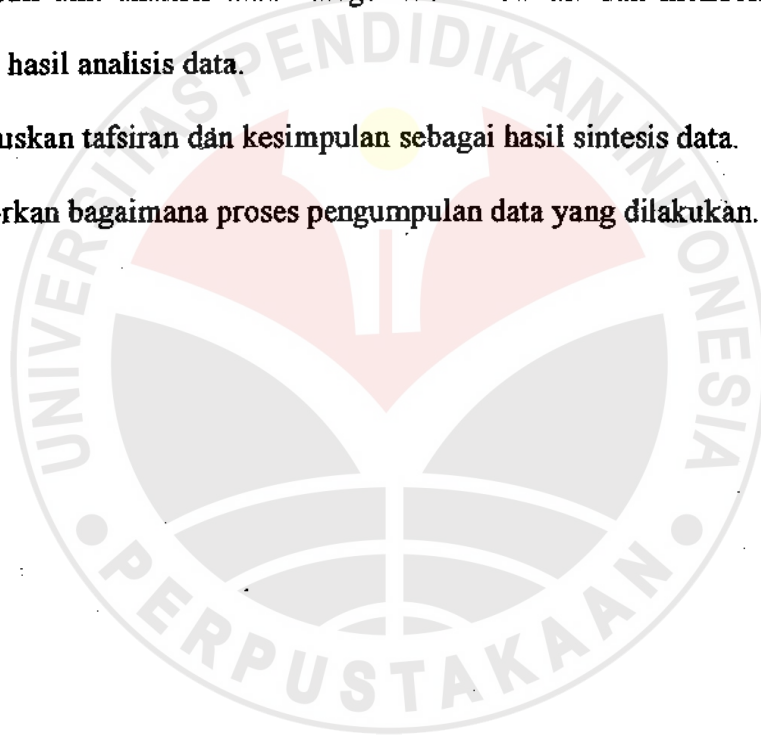 hasil analisis data.
uskan tafsiran dan kesimpulan sebagai hasil sintesis data.
rkan bagaimana proses pengumpulan data yang dilakukan.
UNIVERSITAS PENDIDIKAN INDONESIA
PERPUSTAKAAN